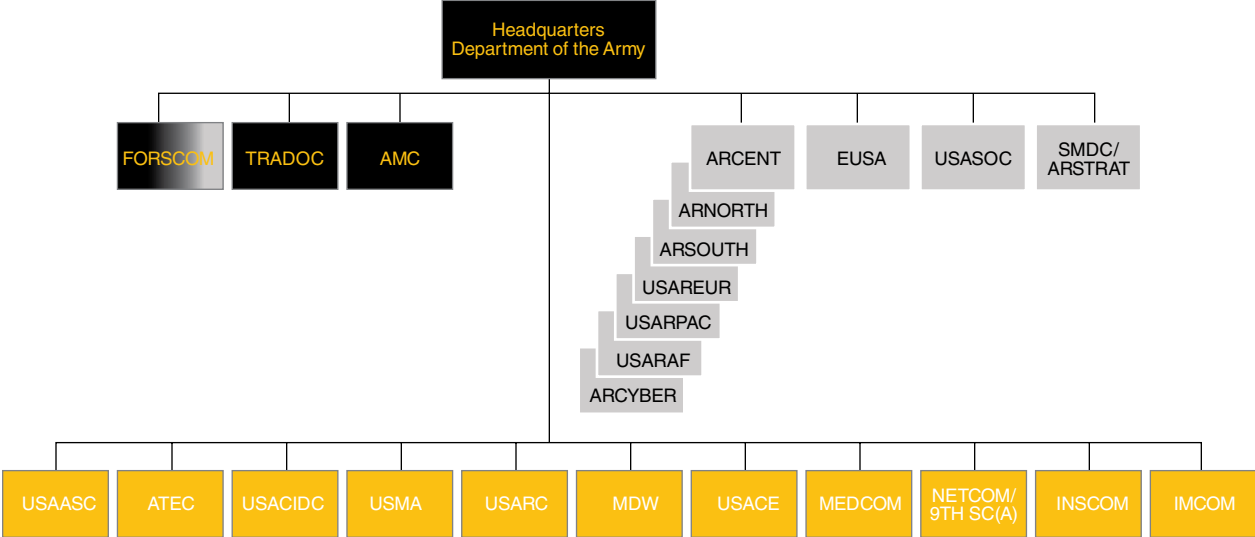 Headquarters
Department of the Army
FORSCOM
TRADOC
AMC
ARCENT
EUSA
USASOC
SMDC/
ARSTRAT
ARNORTH
ARSOUTH
USAREUR
USARPAC
USARAF
ARCYBER
USAASC
ATEC
USACIDC
USMA
USARC
MDW
USACE
MEDCOM
NETCOM/
9TH SC(A)
INSCOM
IMCOM